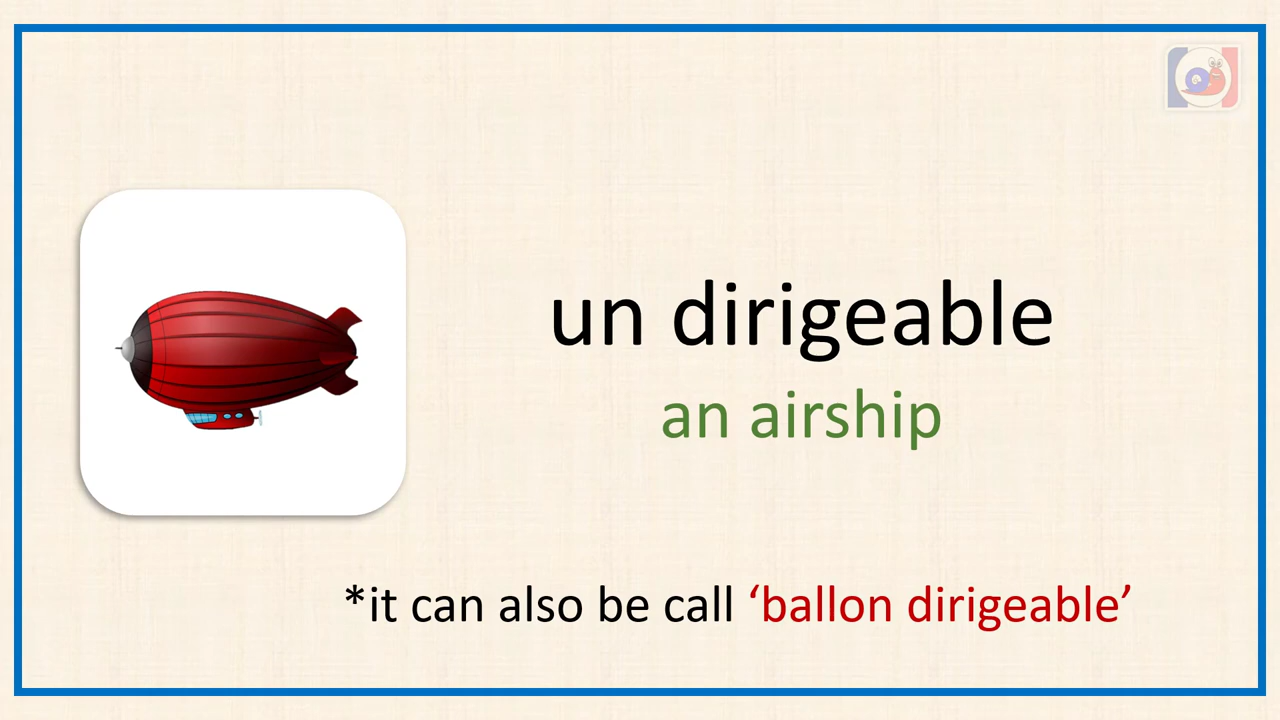 un dirigeable
an airship
*it can also be call ‘ballon dirigeable’